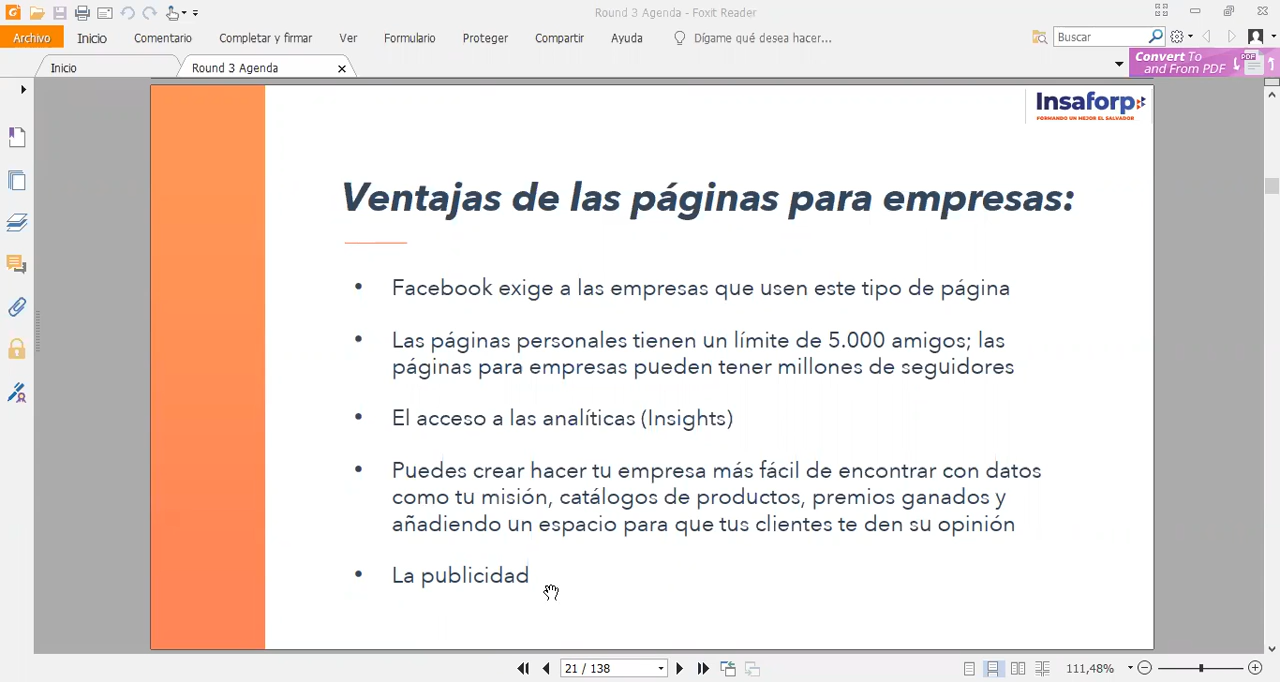 Round 3 Agenda - Foxit Reader
Archivo Inicio Comentario Completar y firmar Ver Formulario Proteger Compartir Ayuda Dígame qué desea hacer... Buscar
Inicio Round 3 Agenda
Convert To
and From PDF
PDF
Insaforp
FORMANDO UN MEJOR EL SALVADOR
Ventajas de las páginas para empresas:
• Facebook exige a las empresas que usen este tipo de página
• Las páginas personales tienen un límite de 5.000 amigos; las
páginas para empresas pueden tener millones de seguidores
• El acceso a las analíticas (Insights)
• Puedes crear hacer tu empresa más fácil de encontrar con datos
como tu misión, catálogos de productos, premios ganados y
añadiendo un espacio para que tus clientes te den su opinión
• La publicidad
21 / 138 111,48%